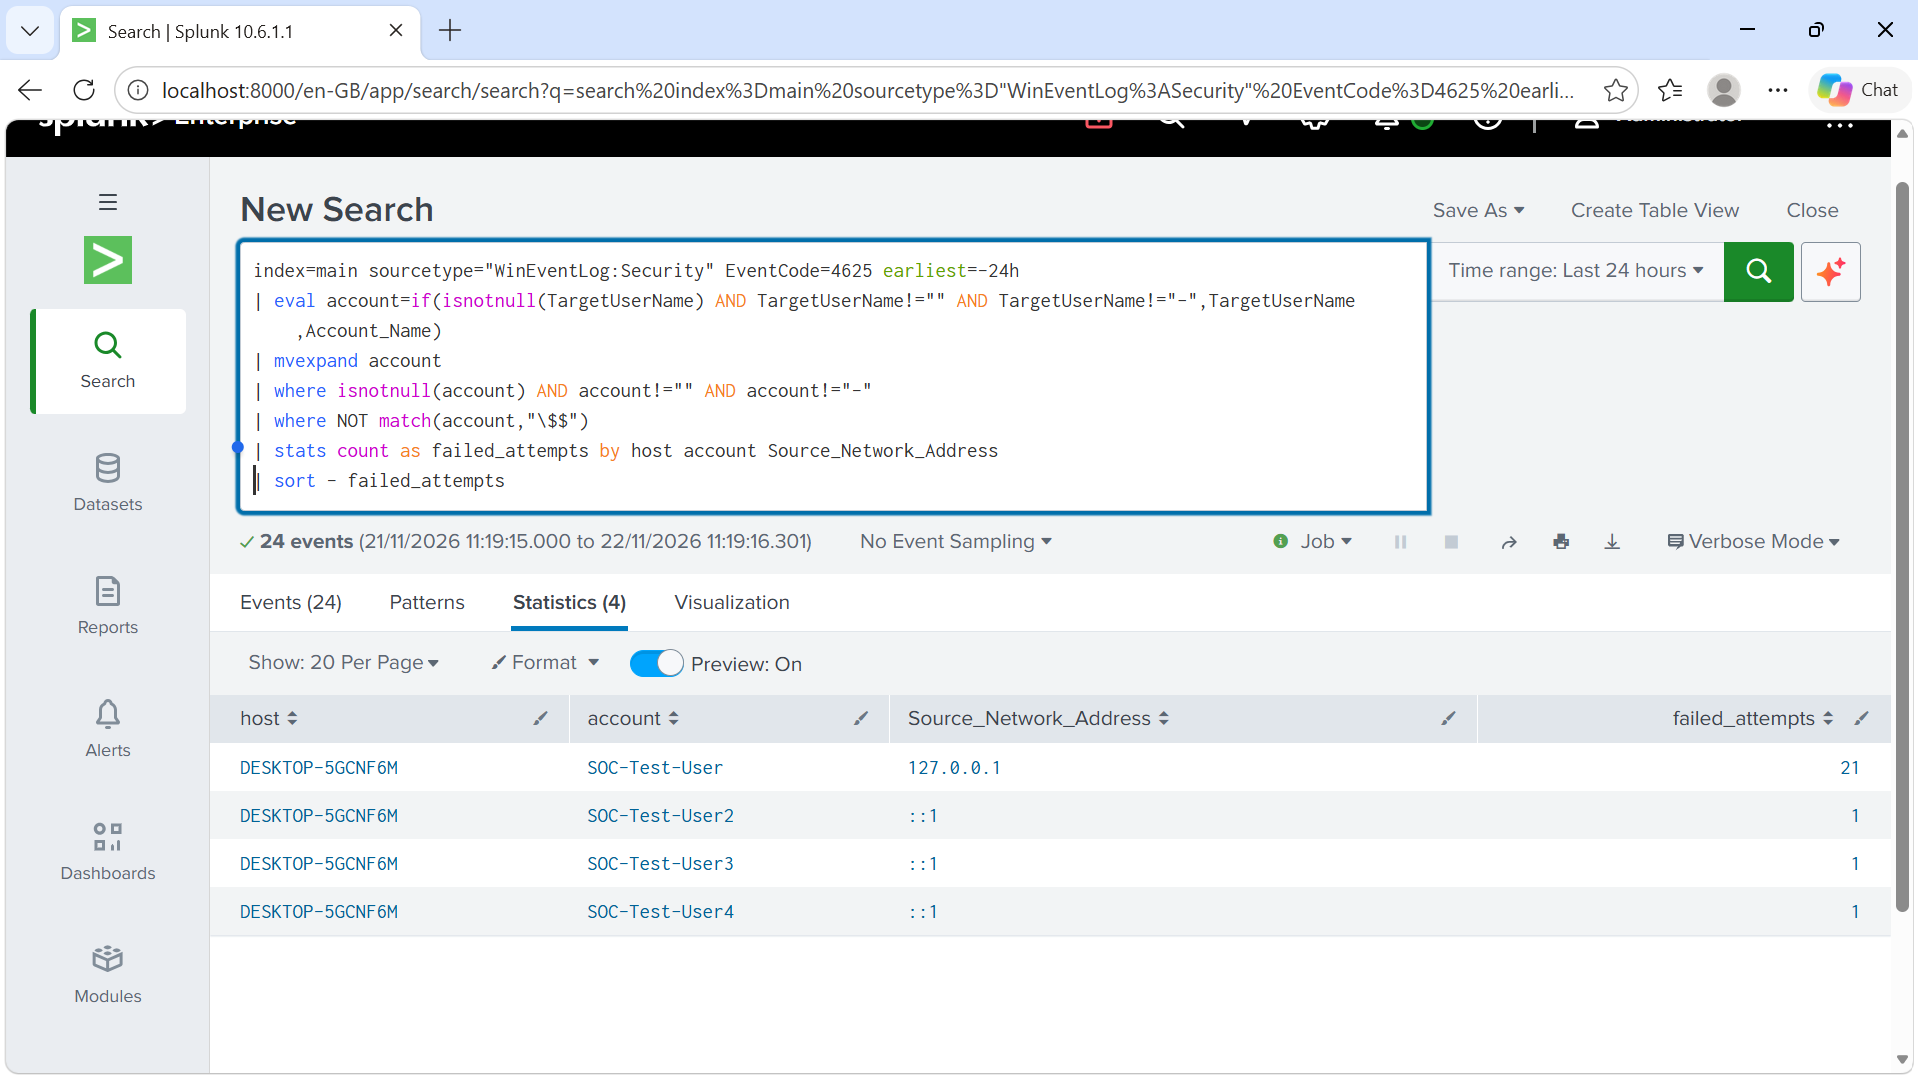 Search | Splunk 10.6.1.1
localhost:8000/en-GB/app/search/search?q=search%20index%3Dmain%20sourcetype%3D"WinEventLog%3ASecurity"%20EventCode%3D4625%20earli...
Chat
splunk> Enterprise
Administrator
New Search
Save As
Create Table View
Close
index=main sourcetype="WinEventLog:Security" EventCode=4625 earliest=-24h
| eval account=if(isnotnull(TargetUserName) AND TargetUserName!="" AND TargetUserName!="-",TargetUserName
,Account_Name)
| mvexpand account
| where isnotnull(account) AND account!="" AND account!="-"
| where NOT match(account,"\$$")
| stats count as failed_attempts by host account Source_Network_Address
| sort - failed_attempts
Time range: Last 24 hours
Search
Datasets
Reports
Alerts
Dashboards
Modules
24 events (21/11/2026 11:19:15.000 to 22/11/2026 11:19:16.301)
No Event Sampling
Job
Verbose Mode
Events (24)
Patterns
Statistics (4)
Visualization
Show: 20 Per Page
Format
Preview: On
host account Source_Network_Address failed_attempts
DESKTOP-5GCNF6M SOC-Test-User 127.0.0.1 21
DESKTOP-5GCNF6M SOC-Test-User2 ::1 1
DESKTOP-5GCNF6M SOC-Test-User3 ::1 1
DESKTOP-5GCNF6M SOC-Test-User4 ::1 1